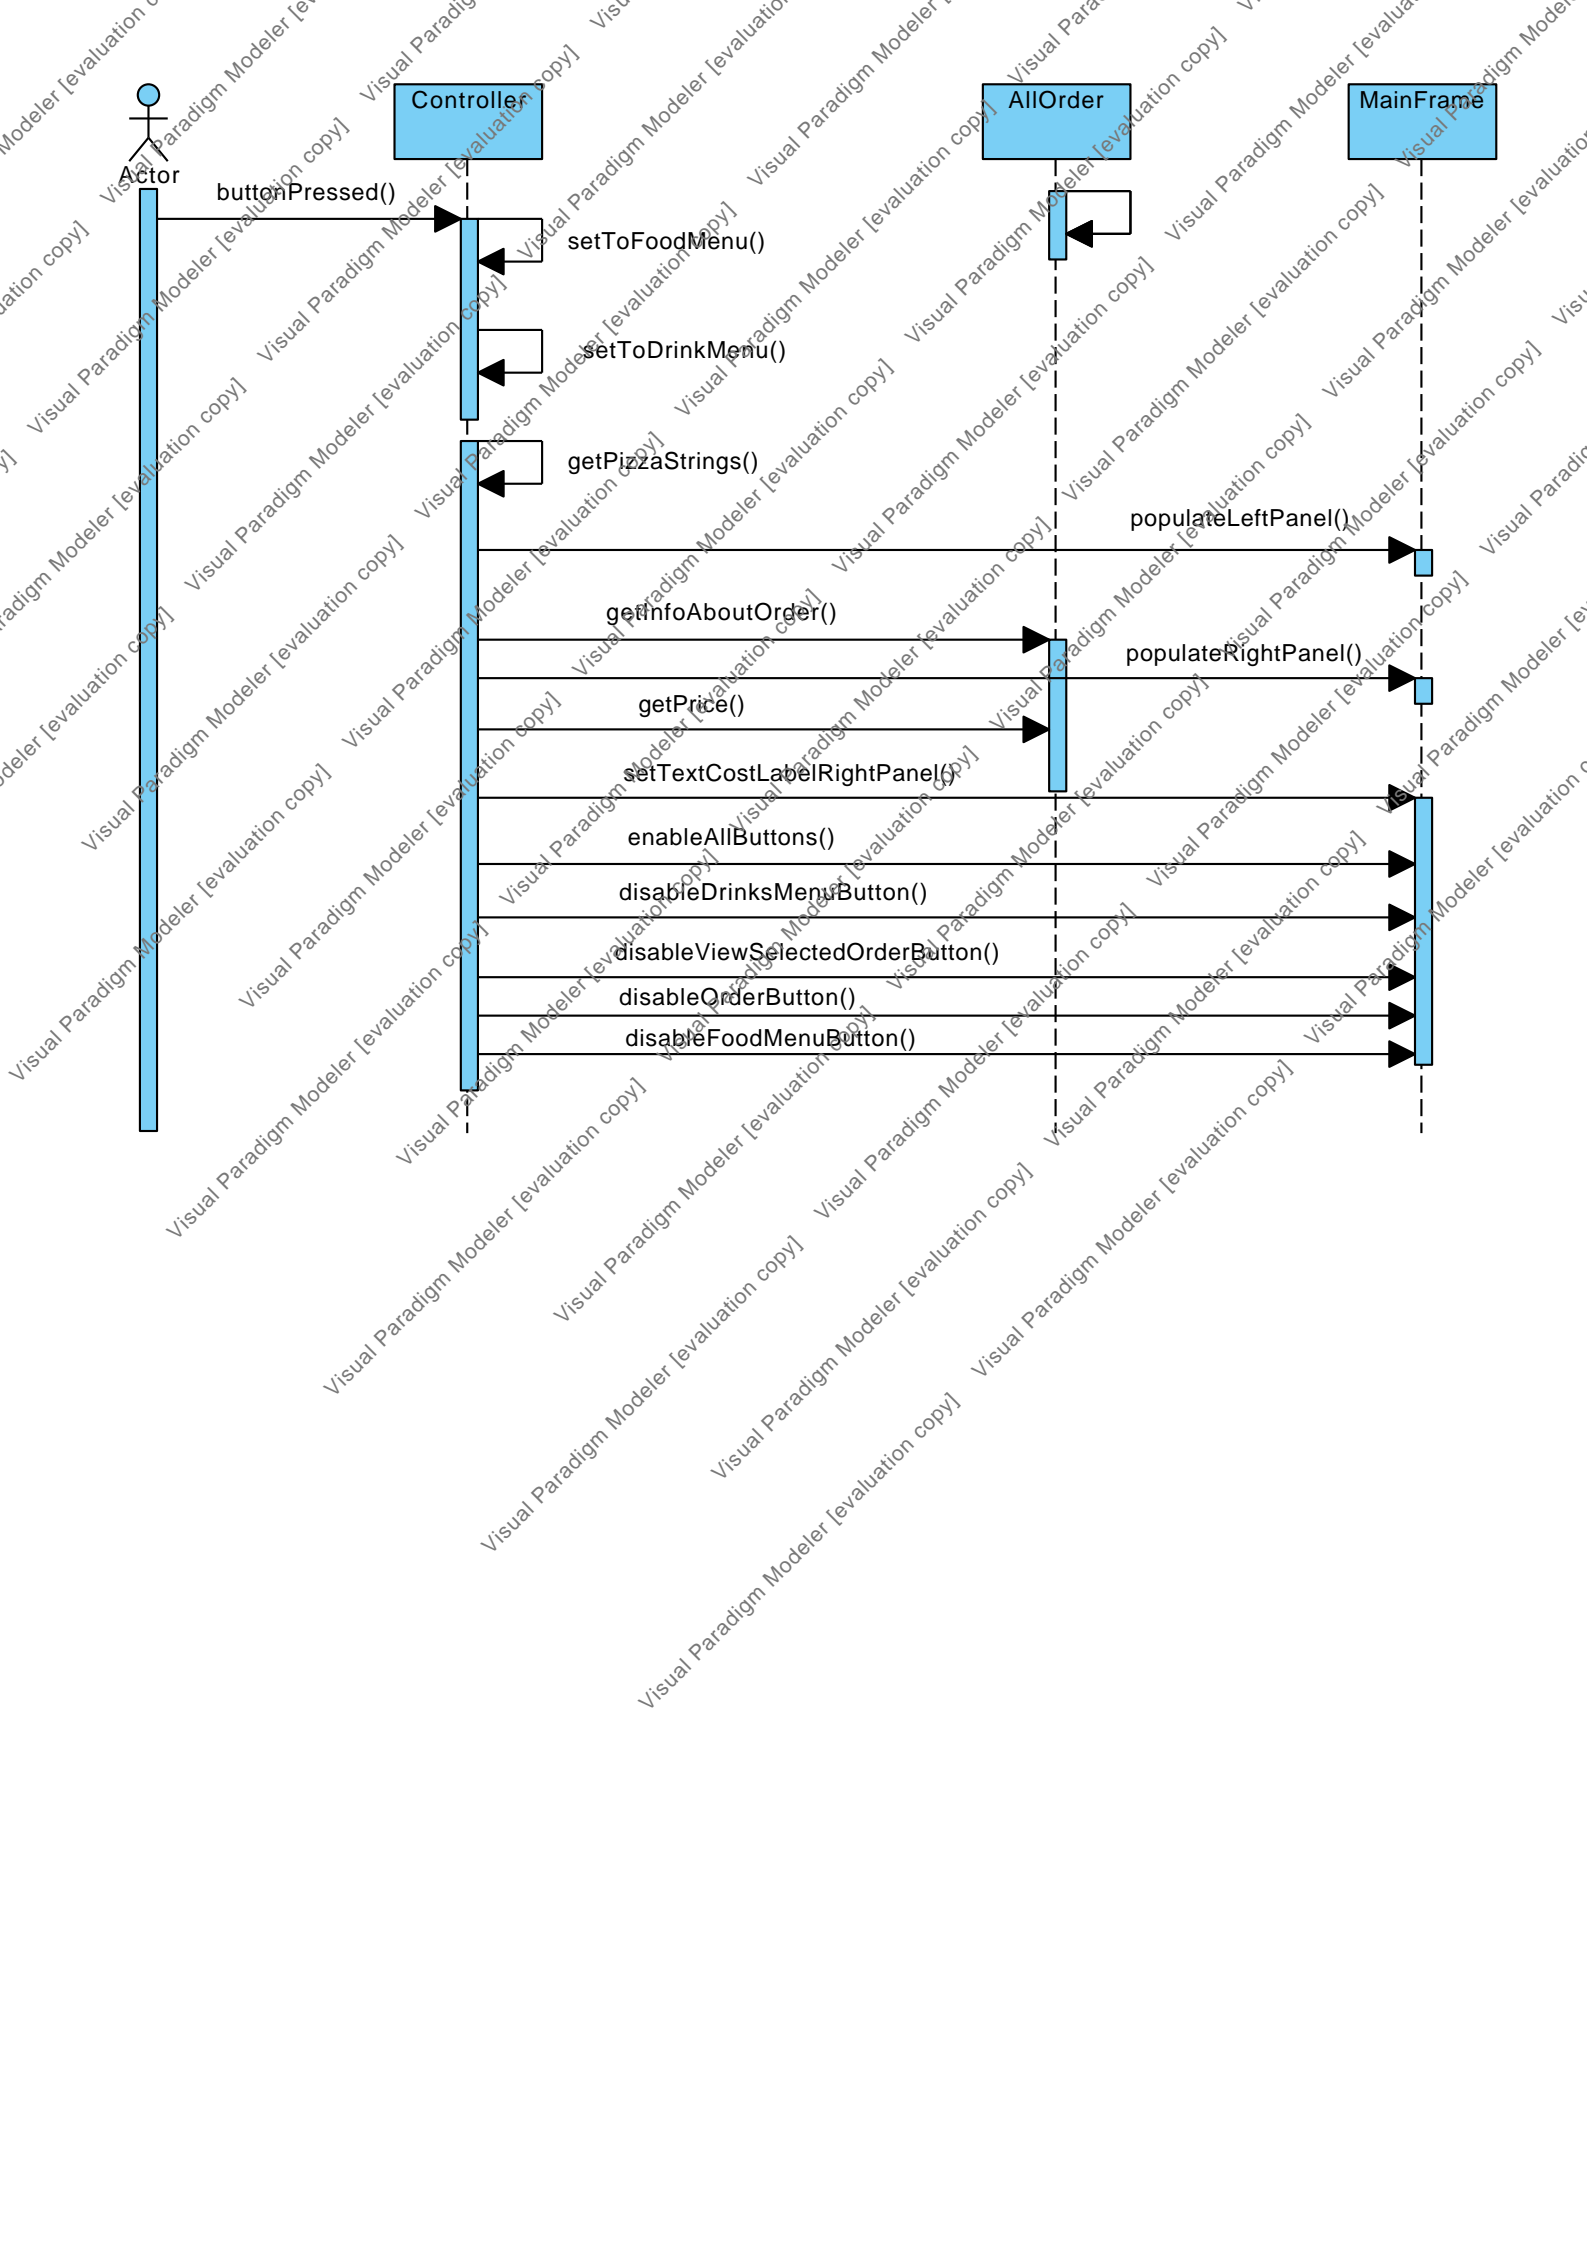 Controller
AllOrder
MainFrame
Actor
buttonPressed()
setToFoodMenu()
setToDrinkMenu()
getPizzaStrings()
populateLeftPanel()
getInfoAboutOrder()
populateRightPanel()
getPrice()
setTextCostLabelRightPanel()
enableAllButtons()
disableDrinksMenuButton()
disableViewSelectedOrderButton()
disableOrderButton()
disableFoodMenuButton()
Visual Paradigm Modeler [evaluation copy]